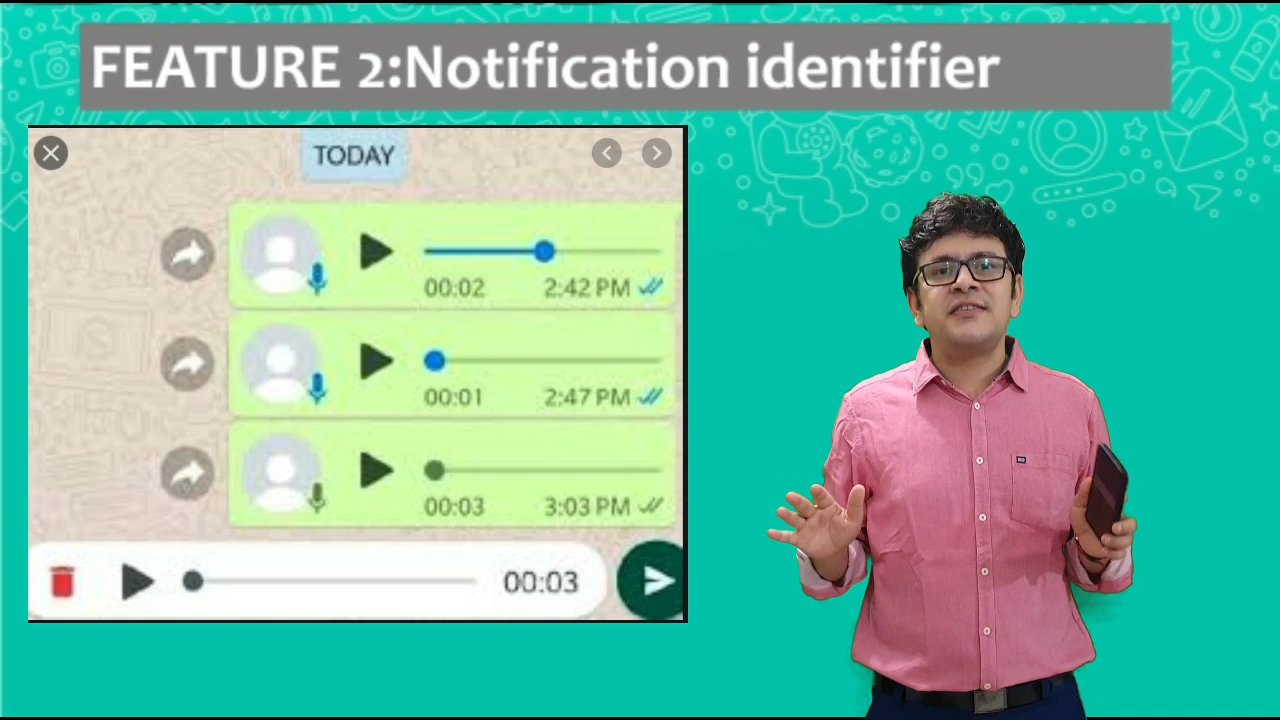 FEATURE 2:Notification identifier
TODAY
00:02 2:42 PM
00:01 2:47 PM
00:03 3:03 PM
00:03